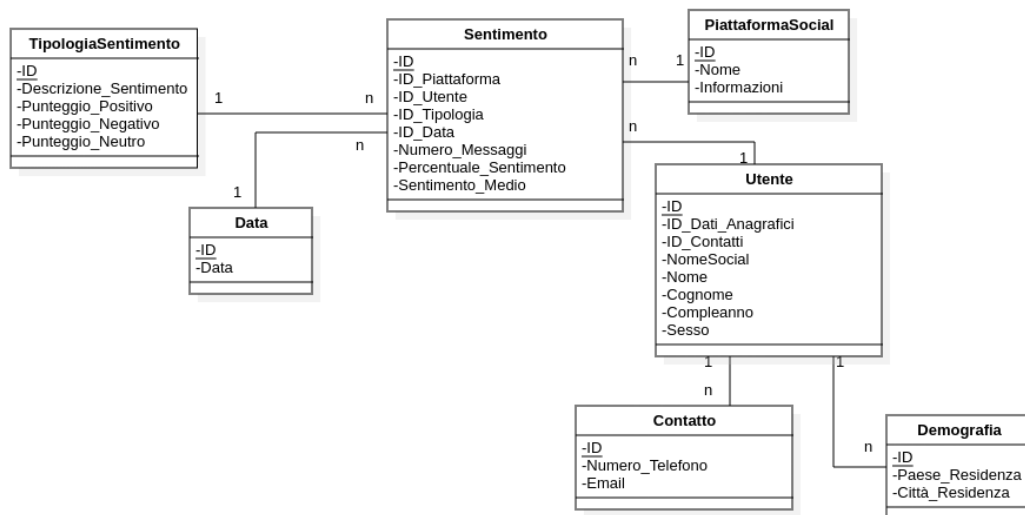 TipologiaSentimento
-ID
-Descrizione_Sentimento
-Punteggio_Positivo
-Punteggio_Negativo
-Punteggio_Neutro
1
n
Sentimento
-ID
-ID_Piattaforma
-ID_Utente
-ID_Tipologia
-ID_Data
-Numero_Messaggi
-Percentuale_Sentimento
-Sentimento_Medio
n
1
PiattaformaSocial
-ID
-Nome
-Informazioni
n
1
n
1
Data
-ID
-Data
Utente
-ID
-ID_Dati_Anagrafici
-ID_Contatti
-NomeSocial
-Nome
-Cognome
-Compleanno
-Sesso
1
n
1
n
Contatto
-ID
-Numero_Telefono
-Email
Demografia
-ID
-Paese_Residenza
-Città_Residenza